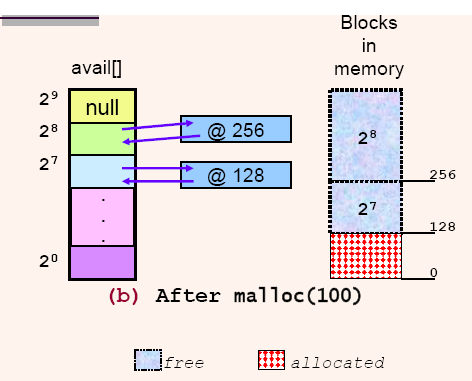 Blocks
in
memory
avail[]
2⁹ null
2⁸ @ 256
2⁷ @ 128
.
.
.
2⁰
2⁸
256
2⁷
128
0
(b) After malloc(100)
free allocated